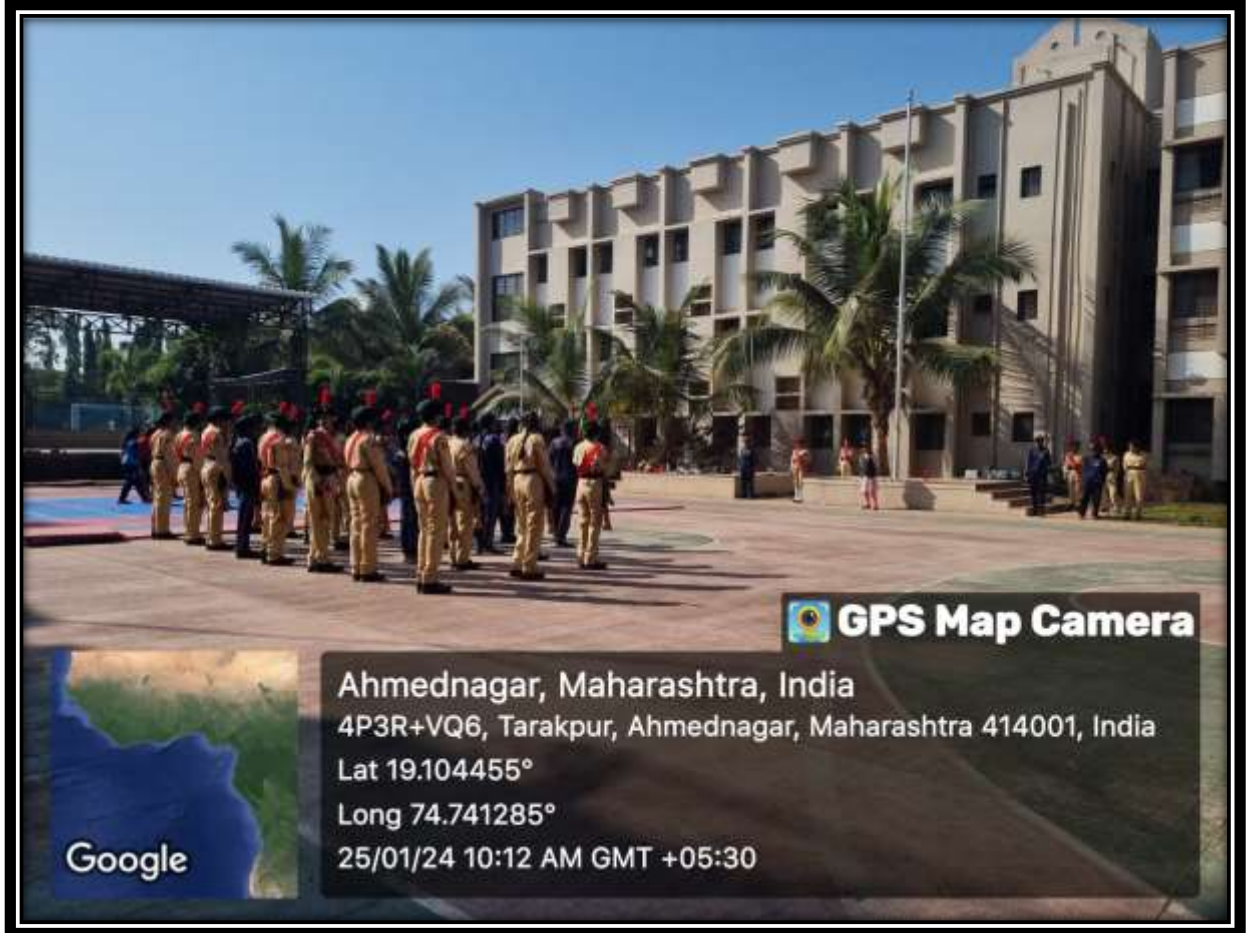 GPS Map Camera
Ahmednagar, Maharashtra, India
4P3R+VQ6, Tarakpur, Ahmednagar, Maharashtra 414001, India
Lat 19.104455°
Long 74.741285°
25/01/24 10:12 AM GMT +05:30
Google